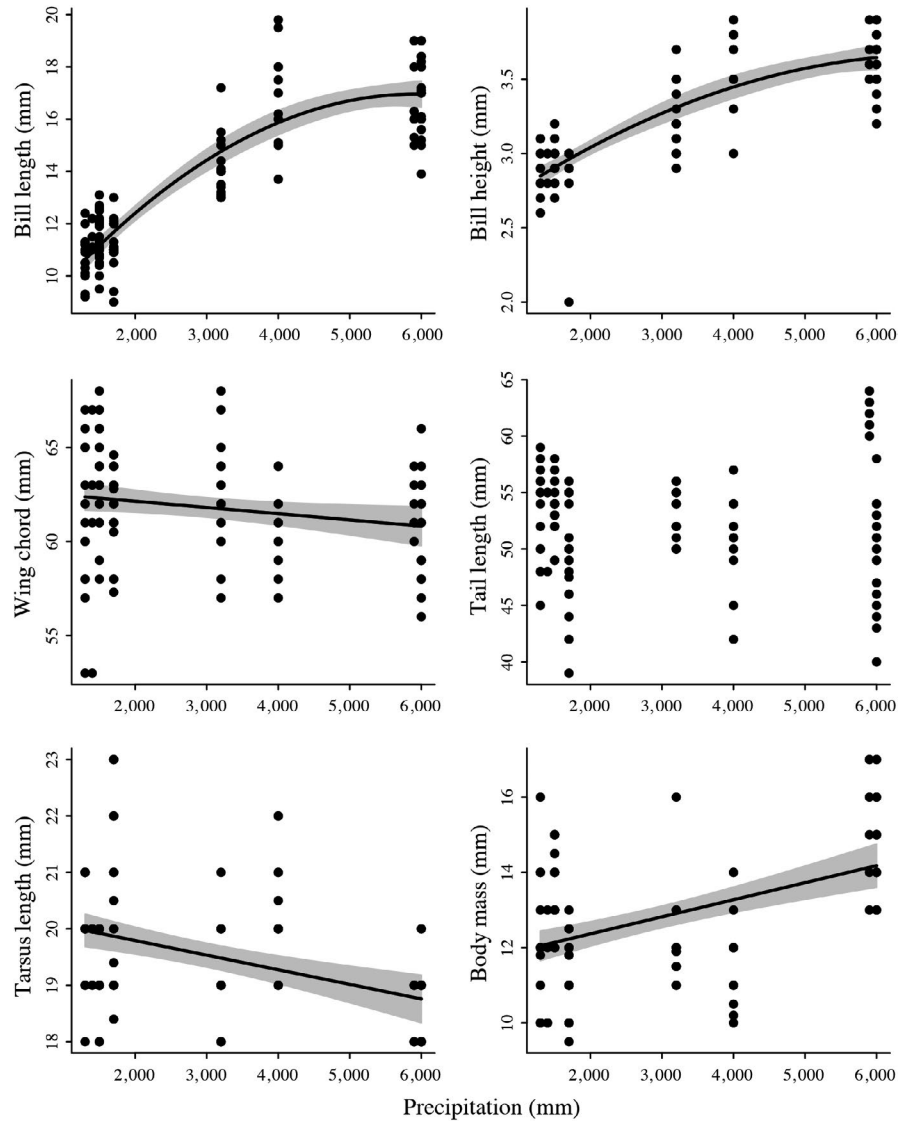 Bill length (mm)
20
18
16
14
12
10
2,000 3,000 4,000 5,000 6,000
Bill height (mm)
3.5
3.0
2.5
2.0
2,000 3,000 4,000 5,000 6,000
Wing chord (mm)
65
60
55
2,000 3,000 4,000 5,000 6,000
Tail length (mm)
65
60
55
50
45
40
2,000 3,000 4,000 5,000 6,000
Tarsus length (mm)
23
22
21
20
19
18
2,000 3,000 4,000 5,000 6,000
Body mass (mm)
16
14
12
10
2,000 3,000 4,000 5,000 6,000
Precipitation (mm)